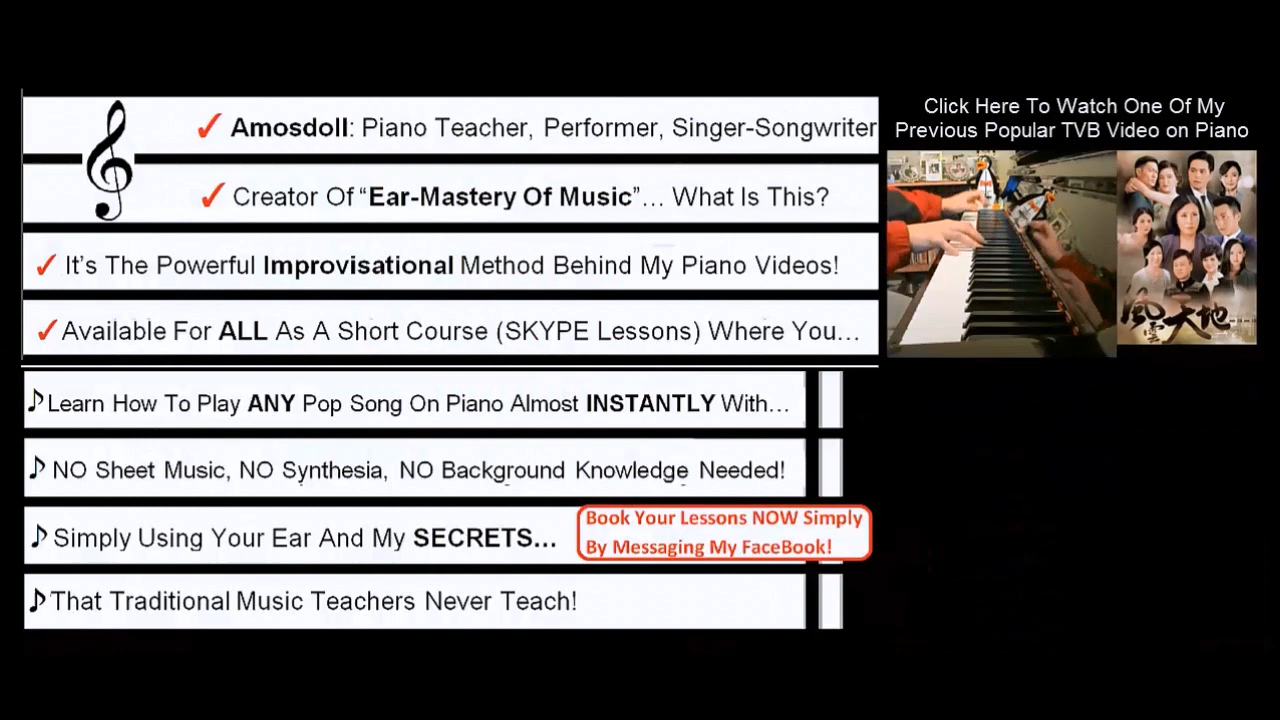 Amosdoll: Piano Teacher, Performer, Singer-Songwriter
Creator Of “Ear-Mastery Of Music”… What Is This?
It’s The Powerful Improvisational Method Behind My Piano Videos!
Available For ALL As A Short Course (SKYPE Lessons) Where You…
Learn How To Play ANY Pop Song On Piano Almost INSTANTLY With…
NO Sheet Music, NO Synthesia, NO Background Knowledge Needed!
Simply Using Your Ear And My SECRETS…
Book Your Lessons NOW Simply
By Messaging My FaceBook!
That Traditional Music Teachers Never Teach!
Click Here To Watch One Of My
Previous Popular TVB Video on Piano
風雲天地